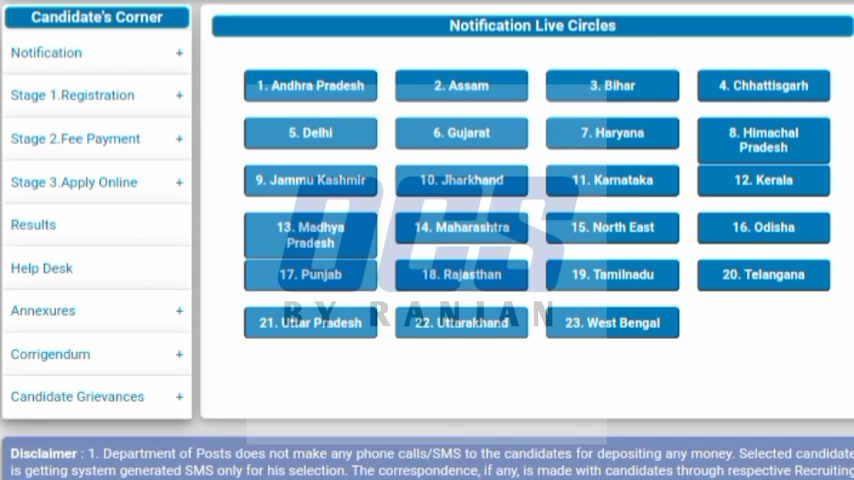 Candidate's Corner
Notification +
Stage 1.Registration +
Stage 2.Fee Payment +
Stage 3.Apply Online +
Results
Help Desk
Annexures +
Corrigendum +
Candidate Grievances +
Notification Live Circles
1. Andhra Pradesh
2. Assam
3. Bihar
4. Chhattisgarh
5. Delhi
6. Gujarat
7. Haryana
8. Himachal
Pradesh
9. Jammu Kashmir
10. Jharkhand
11. Karnataka
12. Kerala
13. Madhya
Pradesh
14. Maharashtra
15. North East
16. Odisha
17. Punjab
18. Rajasthan
19. Tamilnadu
20. Telangana
21. Uttar Pradesh
22. Uttarakhand
23. West Bengal
OCS
BY RANJAN
Disclaimer : 1. Department of Posts does not make any phone calls/SMS to the candidates for depositing any money. Selected candidate
is getting system generated SMS only for his selection. The correspondence, if any, is made with candidates through respective Recruiting